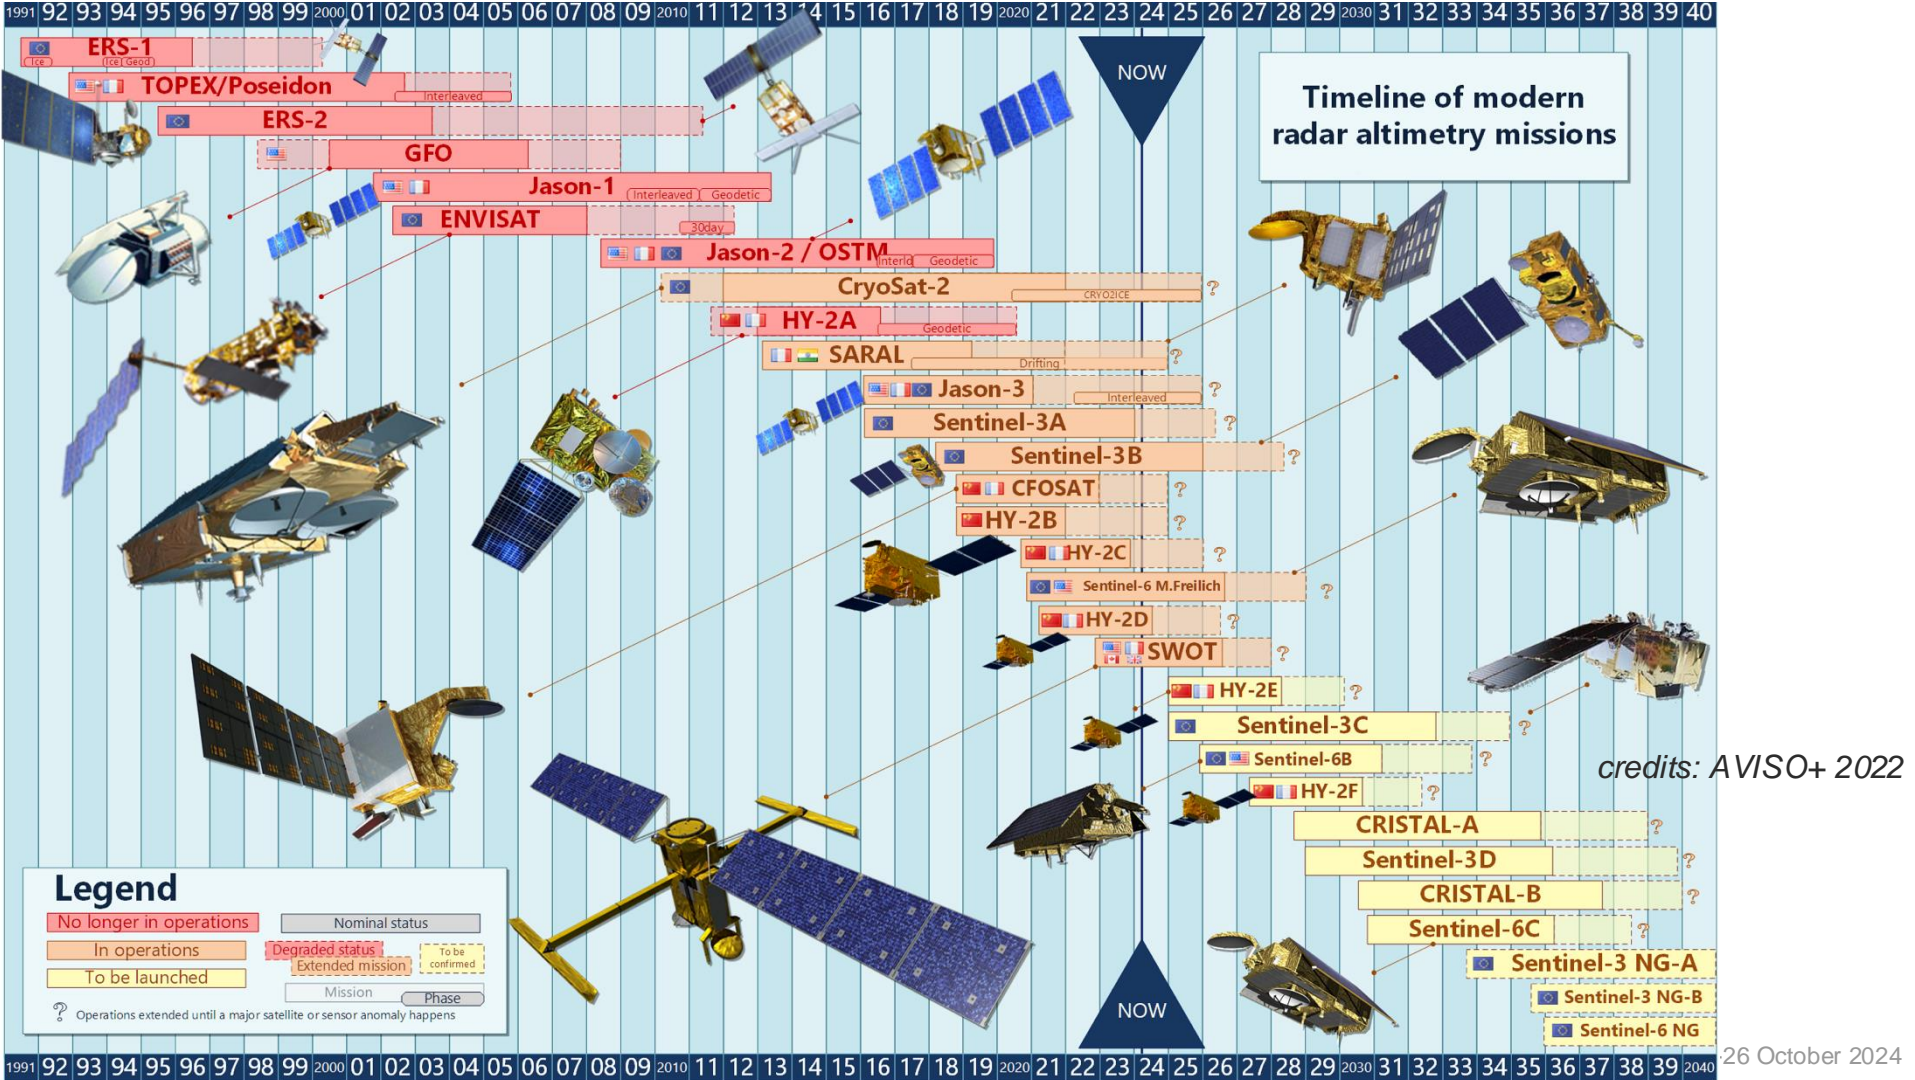 1991 92 93 94 95 96 97 98 99 2000 01 02 03 04 05 06 07 08 09 2010 11 12 13 14 15 16 17 18 19 2020 21 22 23 24 25 26 27 28 29 2030 31 32 33 34 35 36 37 38 39 40
ERS-1
Ice Ice Geod
TOPEX/Poseidon
Interleaved
ERS-2
GFO
Jason-1
Interleaved Geodetic
ENVISAT
30day
Jason-2 / OSTM
Interld Geodetic
CryoSat-2
CRYO2ICE
?
HY-2A
Geodetic
SARAL
Drifting
?
Jason-3
Interleaved
?
Sentinel-3A
?
Sentinel-3B
?
CFOSAT
?
HY-2B
?
HY-2C
?
Sentinel-6 M.Freilich
?
HY-2D
?
SWOT
?
HY-2E
?
Sentinel-3C
?
Sentinel-6B
?
HY-2F
?
CRISTAL-A
?
Sentinel-3D
?
CRISTAL-B
?
Sentinel-6C
?
Sentinel-3 NG-A
Sentinel-3 NG-B
Sentinel-6 NG
NOW
Timeline of modern
radar altimetry missions
credits: AVISO+ 2022
Legend
No longer in operations
In operations
To be launched
Nominal status
Degraded status
Extended mission
To be
confirmed
Mission
Phase
? Operations extended until a major satellite or sensor anomaly happens
NOW
-26 October 2024
1991 92 93 94 95 96 97 98 99 2000 01 02 03 04 05 06 07 08 09 2010 11 12 13 14 15 16 17 18 19 2020 21 22 23 24 25 26 27 28 29 2030 31 32 33 34 35 36 37 38 39 2040